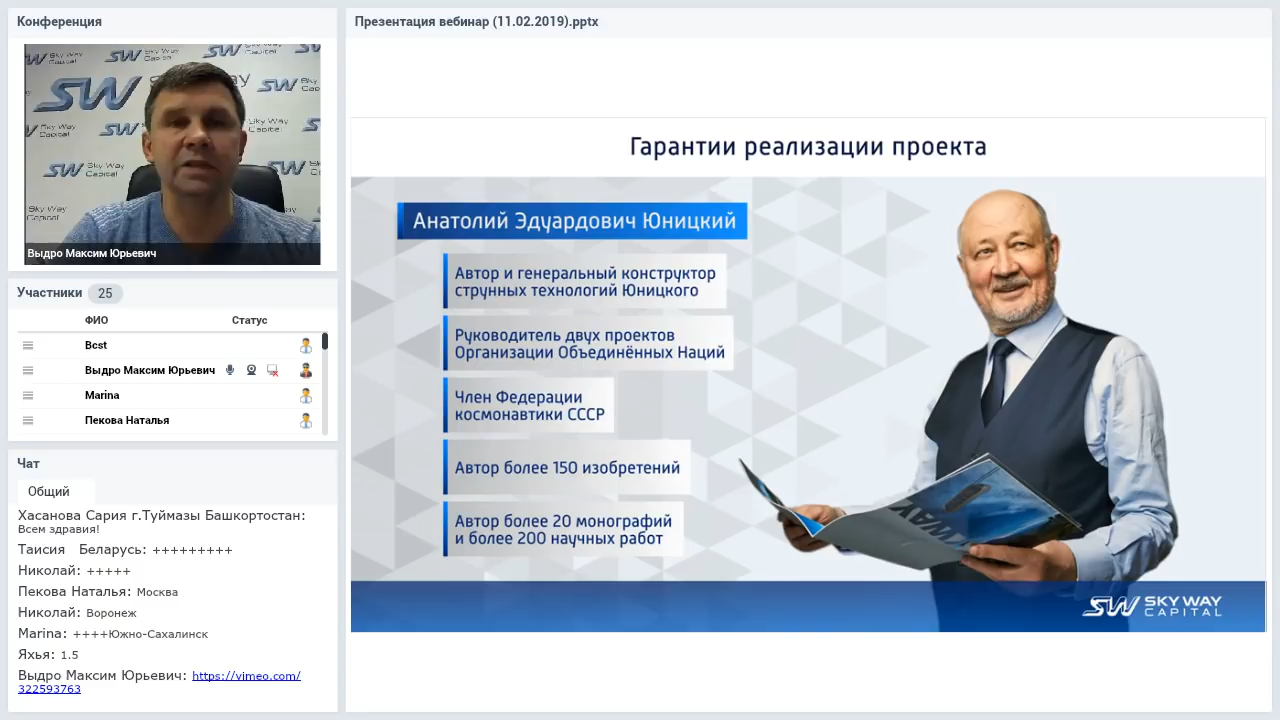 Конференция
SW
Sky Way
Capital
Выдро Максим Юрьевич
Участники 25
ФИО Статус
Bcst
Выдро Максим Юрьевич
Marina
Пекова Наталья
Чат
Общий
Хасанова Сария г.Туймазы Башкортостан:
Всем здравия!
Таисия Беларусь: +++++++++
Николай: +++++
Пекова Наталья: Москва
Николай: Воронеж
Marina: ++++Южно-Сахалинск
Яхья: 1.5
Выдро Максим Юрьевич: https://vimeo.com/
322593763
Презентация вебинар (11.02.2019).pptx
Гарантии реализации проекта
Анатолий Эдуардович Юницкий
Автор и генеральный конструктор
струнных технологий Юницкого
Руководитель двух проектов
Организации Объединённых Наций
Член Федерации
космонавтики СССР
Автор более 150 изобретений
Автор более 20 монографий
и более 200 научных работ
SW SKY WAY
CAPITAL